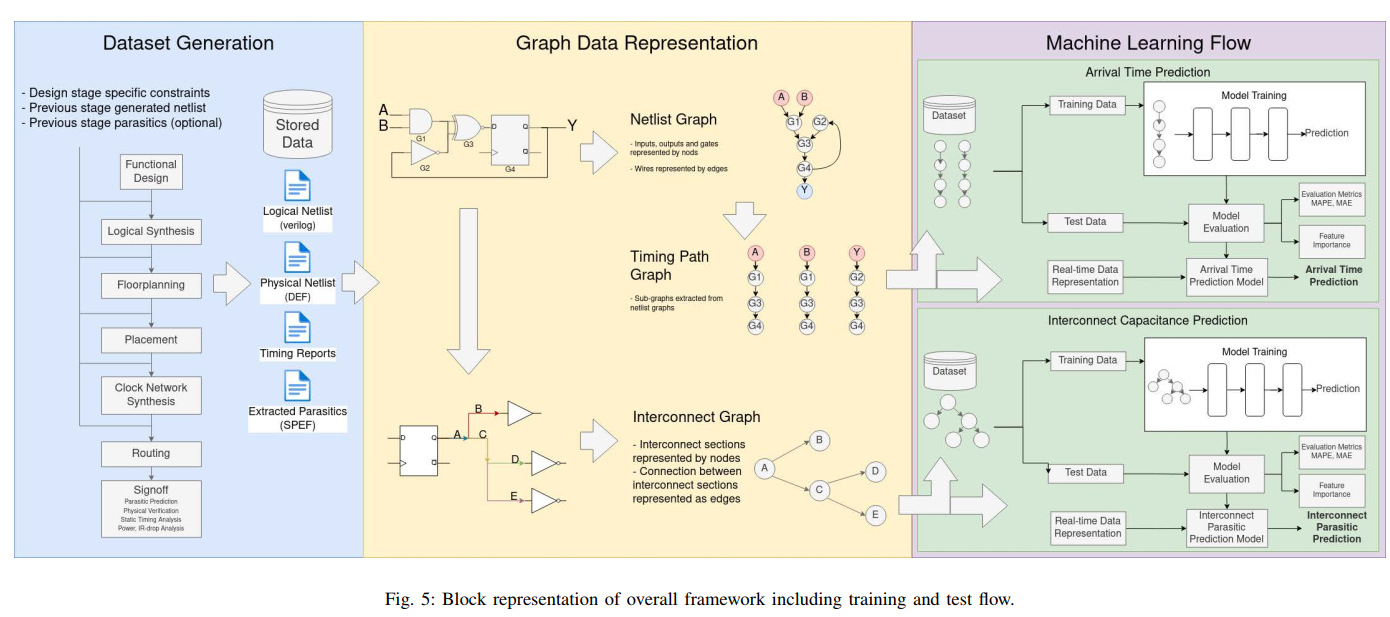 Dataset Generation
- Design stage specific constraints
- Previous stage generated netlist
- Previous stage parasitics (optional)
Functional
Design
Logical Synthesis
Floorplanning
Placement
Clock Network
Synthesis
Routing
Signoff
Parasitic Prediction
Physical Verification
Static Timing Analysis
Power, IR-drop Analysis
Stored
Data
Logical Netlist
(verilog)
Physical Netlist
(DEF)
Timing Reports
Extracted Parasitics
(SPEF)
Graph Data Representation
A
B
G1
G2
G3
D
Q
G4
Y
Netlist Graph
- Inputs, outputs and gates
represented by nods
- Wires represented by edges
A
B
G1
G2
G3
G4
Y
Timing Path
Graph
- Sub-graphs extracted from
netlist graphs
A
B
Y
G1
G1
G2
G3
G3
G3
G4
G4
G4
D
Q
Q
A
B
C
D
E
Interconnect Graph
- Interconnect sections
represented by nodes
- Connection between
interconnect sections
represented as edges
A
B
C
D
E
Machine Learning Flow
Arrival Time Prediction
Dataset
Training Data
Model Training
Prediction
Test Data
Model
Evaluation
Evaluation Metrics
MAPE, MAE
Feature
Importance
Real-time Data
Representation
Arrival Time
Prediction Model
Arrival Time
Prediction
Interconnect Capacitance Prediction
Dataset
Training Data
Model Training
Prediction
Test Data
Model
Evaluation
Evaluation Metrics
MAPE, MAE
Feature
Importance
Real-time Data
Representation
Interconnect
Parasitic
Prediction Model
Interconnect
Parasitic
Prediction
Fig. 5: Block representation of overall framework including training and test flow.